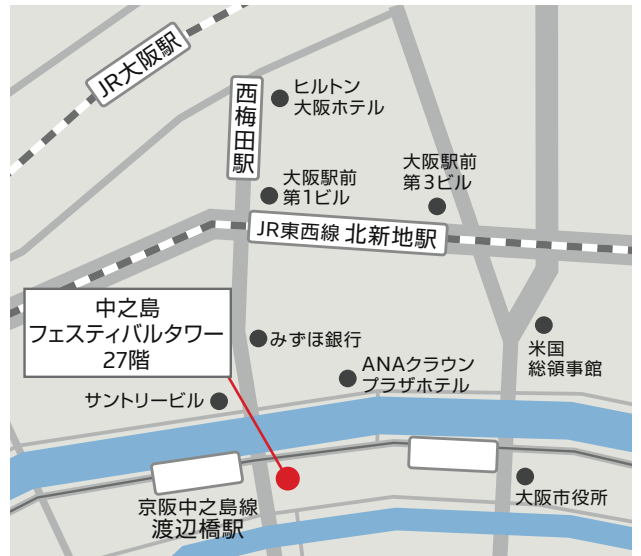 JR大阪駅
西梅田駅
ヒルトン
大阪ホテル
大阪駅前
第1ビル
大阪駅前
第3ビル
JR東西線 北新地駅
中之島
フェスティバルタワー
27階
みずほ銀行
ANAクラウン
プラザホテル
米国
総領事館
サントリービル
京阪中之島線
渡辺橋駅
大阪市役所